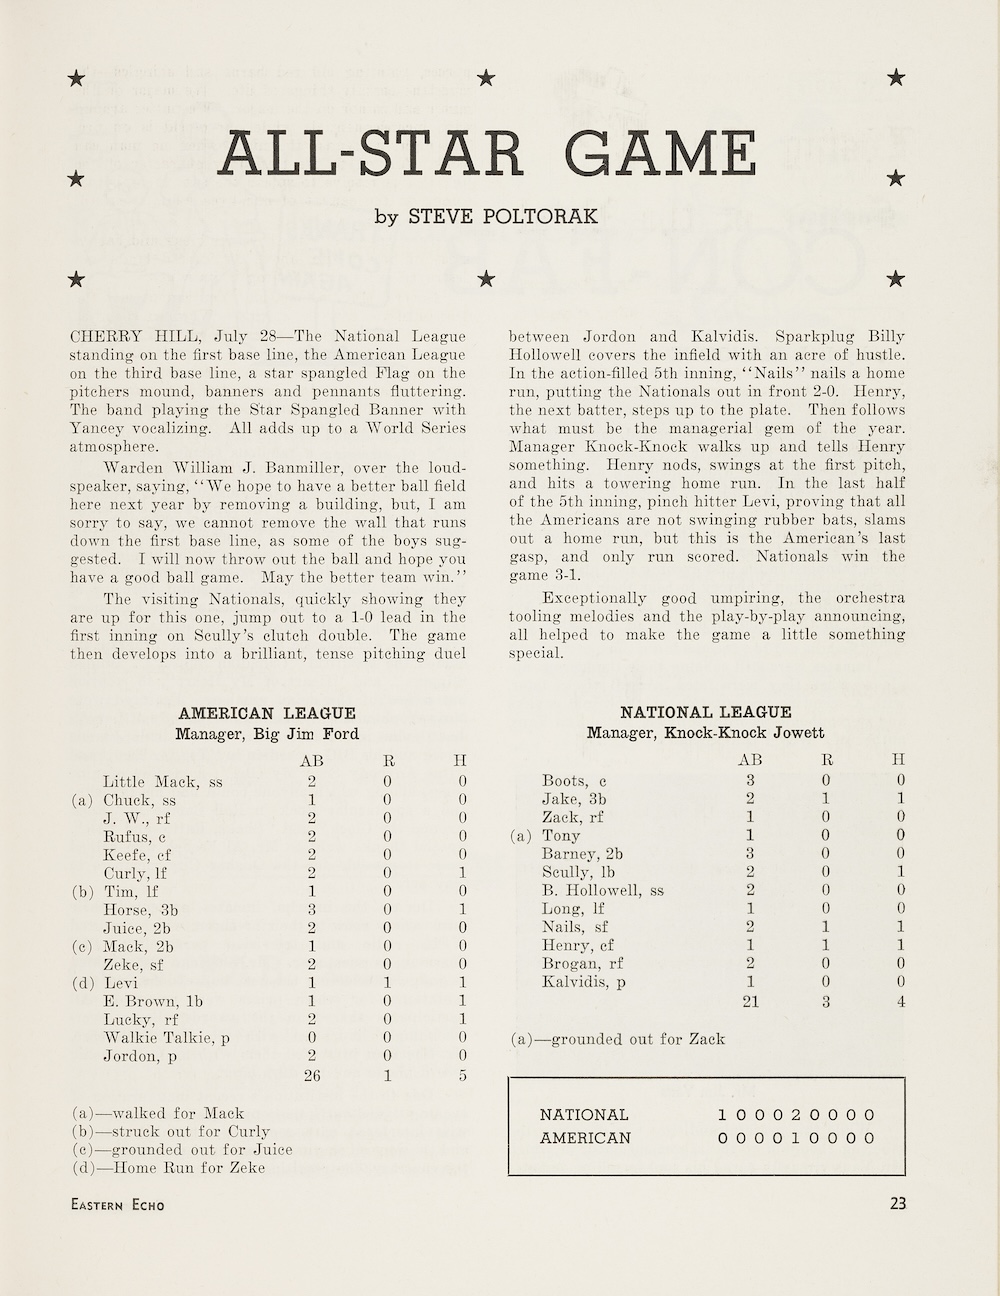 ALL-STAR GAME
by STEVE POLTORAK
CHERRY HILL, July 28—The National League
standing on the first base line, the American League
on the third base line, a star spangled Flag on the
pitchers mound, banners and pennants fluttering.
The band playing the Star Spangled Banner with
Yancey vocalizing. All adds up to a World Series
atmosphere.
Warden William J. Banmiller, over the loud-
speaker, saying, “We hope to have a better ball field
here next year by removing a building, but, I am
sorry to say, we cannot remove the wall that runs
down the first base line, as some of the boys sug-
gested. I will now throw out the ball and hope you
have a good ball game. May the better team win.”
The visiting Nationals, quickly showing they
are up for this one, jump out to a 1-0 lead in the
first inning on Scully’s clutch double. The game
then develops into a brilliant, tense pitching duel
between Jordon and Kalvidis. Sparkplug Billy
Hollowell covers the infield with an acre of hustle.
In the action-filled 5th inning, “Nails” nails a home
run, putting the Nationals out in front 2-0. Henry,
the next batter, steps up to the plate. Then follows
what must be the managerial gem of the year.
Manager Knock-Knock walks up and tells Henry
something. Henry nods, swings at the first pitch,
and hits a towering home run. In the last half
of the 5th inning, pinch hitter Levi, proving that all
the Americans are not swinging rubber bats, slams
out a home run, but this is the American’s last
gasp, and only run scored. Nationals win the
game 3-1.
Exceptionally good umpiring, the orchestra
tooling melodies and the play-by-play announcing,
all helped to make the game a little something
special.
AMERICAN LEAGUE
Manager, Big Jim Ford
AB R H
Little Mack, ss 2 0 0
(a) Chuck, ss 1 0 0
J. W., rf 2 0 0
Rufus, c 2 0 0
Keefe, cf 2 0 0
Curly, lf 2 0 1
(b) Tim, lf 1 0 0
Horse, 3b 3 0 1
Juice, 2b 2 0 0
(c) Mack, 2b 1 0 0
Zeke, sf 2 0 0
(d) Levi 1 1 1
E. Brown, lb 1 0 1
Lucky, rf 2 0 1
Walkie Talkie, p 0 0 0
Jordon, p 2 0 0
26 1 5
(a)—walked for Mack
(b)—struck out for Curly
(c)—grounded out for Juice
(d)—Home Run for Zeke
NATIONAL LEAGUE
Manager, Knock-Knock Jowett
AB R H
Boots, c 3 0 0
Jake, 3b 2 1 1
Zack, rf 1 0 0
(a) Tony 1 0 0
Barney, 2b 3 0 0
Scully, lb 2 0 1
B. Hollowell, ss 2 0 0
Long, lf 1 0 0
Nails, sf 2 1 1
Henry, cf 1 1 1
Brogan, rf 2 0 0
Kalvidis, p 1 0 0
21 3 4
(a)—grounded out for Zack
NATIONAL 1 0 0 0 2 0 0 0 0
AMERICAN 0 0 0 0 1 0 0 0 0
EASTERN ECHO
23